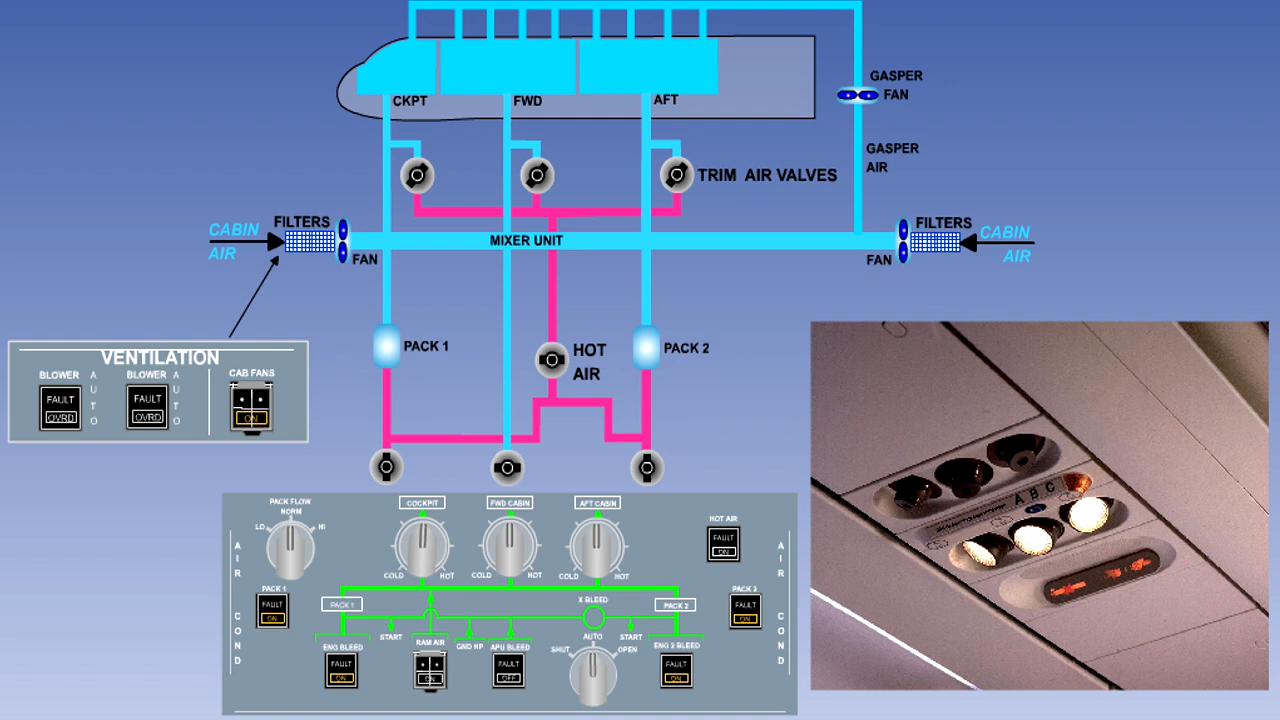 GASPER
FAN
CKPT
FWD
AFT
GASPER
AIR
TRIM AIR VALVES
FILTERS
CABIN
AIR
FAN
MIXER UNIT
FILTERS
CABIN
AIR
FAN
PACK 1
HOT
AIR
PACK 2
VENTILATION
BLOWER
AUTO
BLOWER
AUTO
CAB FANS
FAULT
OVRD
FAULT
OVRD
ON
PACK FLOW
NORM
LO
HI
COCKPIT
FWD CABIN
AFT CABIN
HOT AIR
FAULT
ON
COLD
HOT
COLD
HOT
COLD
HOT
AIR COND
AIR COND
PACK 1
FAULT
ON
PACK 1
X BLEED
PACK 2
PACK 2
FAULT
ON
START
RAM AIR
GND HP
APU BLEED
AUTO
START
ENG BLEED
FAULT
ON
ON
FAULT
OFF
SHUT
OPEN
ENG 2 BLEED
FAULT
ON
A B C